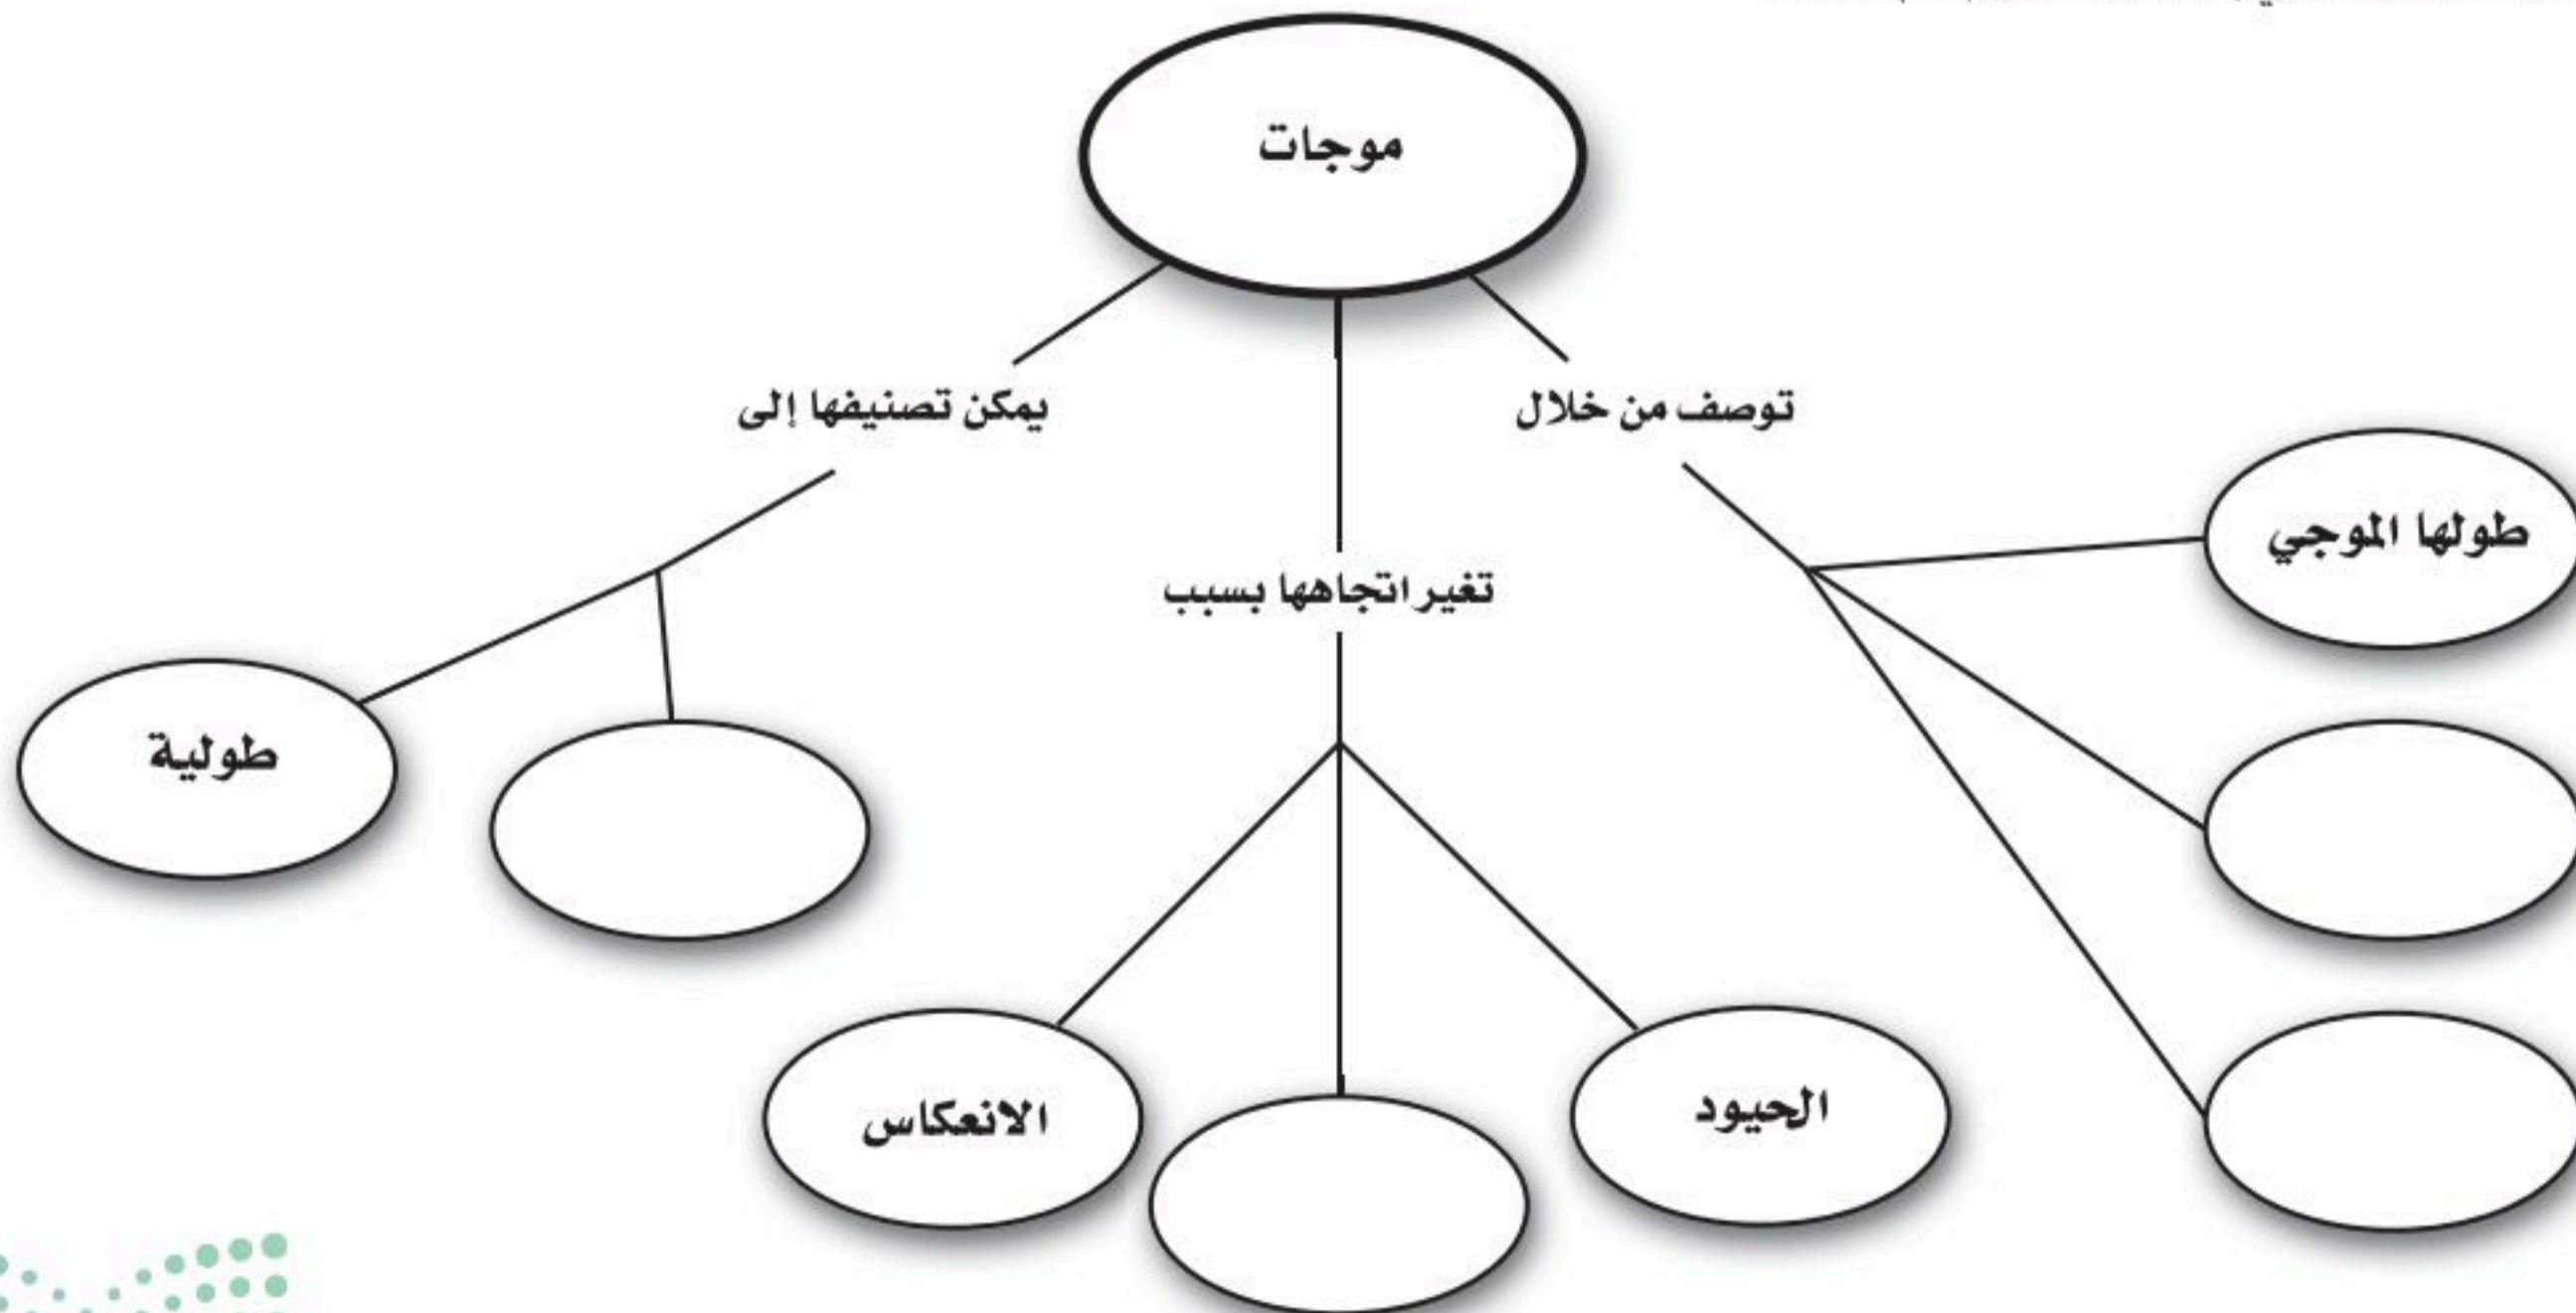 موجات
توصف من خلال
يمكن تصنيفها إلى
طولها الموجي
تغير اتجاهها بسبب
طولية
الحيود
الانعكاس